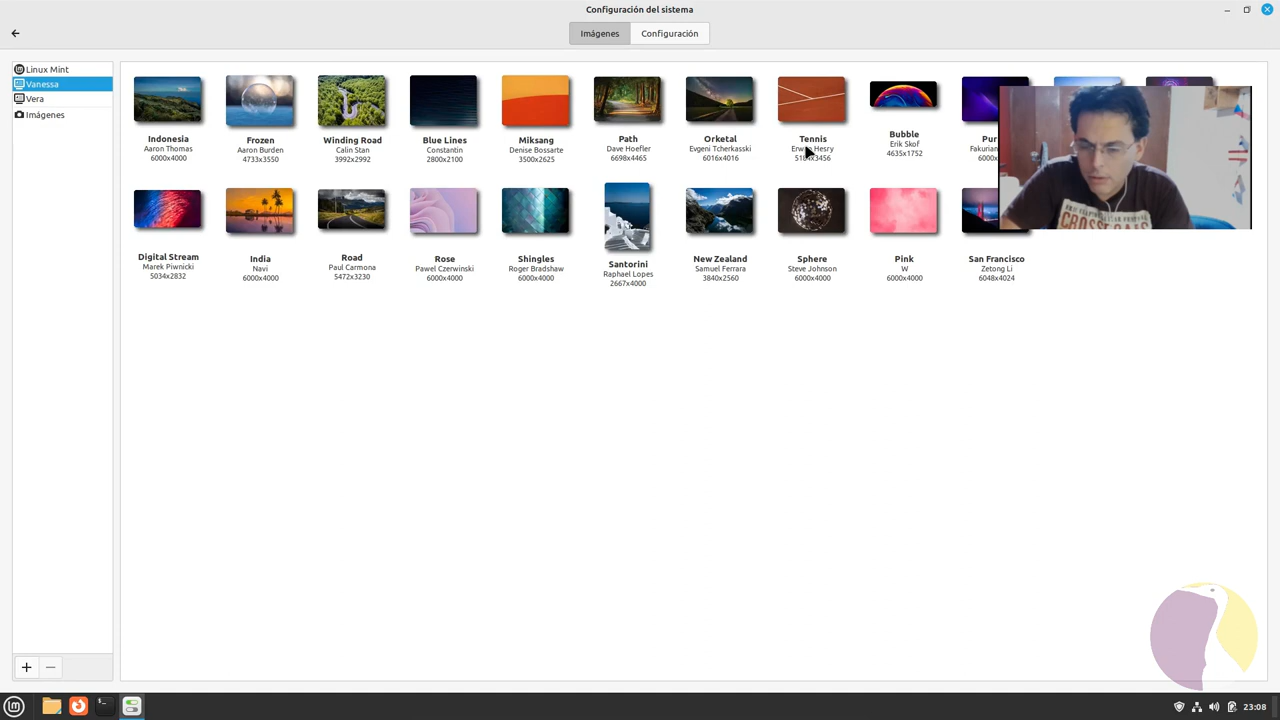 Configuración del sistema
Imágenes
Configuración
Linux Mint
Vanessa
Vera
Imágenes
Indonesia
Aaron Thomas
6000x4000
Frozen
Aaron Burden
4733x3550
Winding Road
Calin Stan
3992x2992
Blue Lines
Constantin
2800x2100
Miksang
Denise Bossarte
3500x2625
Path
Dave Hoefler
6698x4465
Orketal
Evgeni Tcherkasski
6016x4016
Tennis
Hesry
Bubble
Erik Skof
4635x1752
Digital Stream
Marek Piwnicki
5034x2832
India
Navi
6000x4000
Road
Paul Carmona
5472x3230
Rose
Pawel Czerwinski
6000x4000
Shingles
Roger Bradshaw
6000x4000
Santorini
Raphael Lopes
2667x4000
New Zealand
Samuel Ferrara
3840x2560
Sphere
Steve Johnson
6000x4000
Pink
W
6000x4000
San Francisco
Zetong Li
6048x4024
23:08